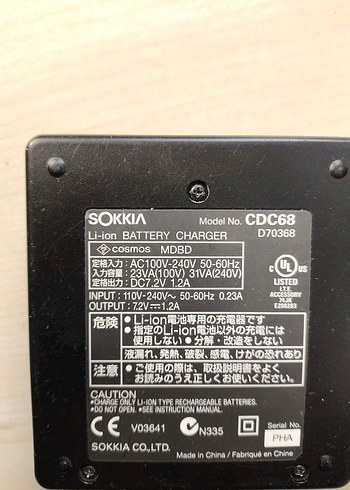 SOKKIA Model No. CDC68
D70368
Li-ion BATTERY CHARGER
cosmos MDBD
定格入力 : AC100V-240V 50-60Hz
入力容量 : 23VA(100V) 31VA(240V)
定格出力 : DC7.2V 1.2A
C UL US
LISTED
I.T.E.
ACCESSORY
74JK
E298283
INPUT : 110V-240V~ 50-60Hz 0.23A
OUTPUT : 7.2V⎓1.2A
危険
● Li-ion電池専用の充電器です
● 指定のLi-ion電池以外の充電には
使用しない ● 分解・改造をしない
液漏れ、発熱、破裂、感電、けがの恐れあり
注意
● ご使用の際は、取扱説明書をよく
お読みのうえ正しくお使いください。
CAUTION
*CHARGE ONLY LI-ION TYPE RECHARGEABLE BATTERIES.
*DO NOT OPEN. *SEE INSTRUCTION MANUAL.
CE V03641 N335
Serial No.
PHA
SOKKIA CO., LTD.
Made in China / Fabriqué en Chine